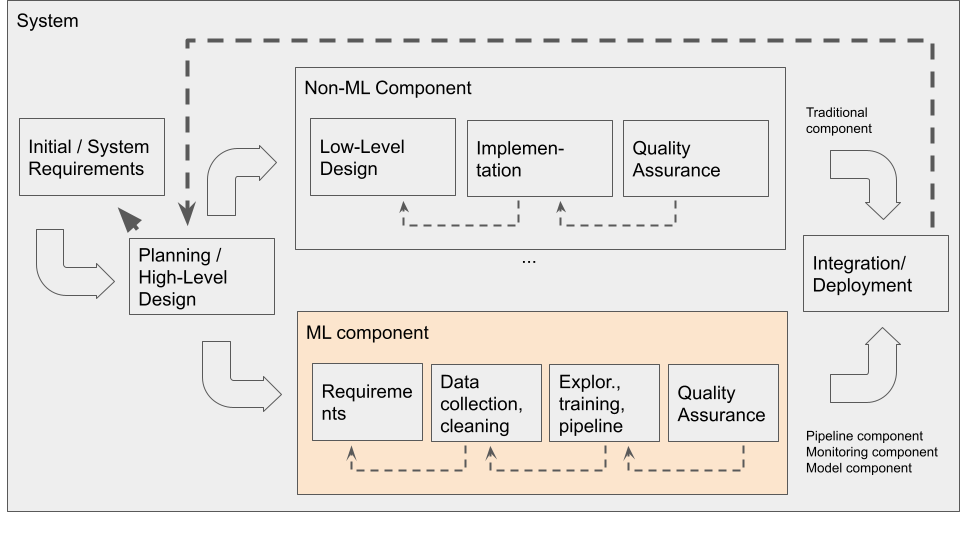 System
Initial / System
Requirements
Planning /
High-Level
Design
Non-ML Component
Low-Level
Design
Implemen-
tation
Quality
Assurance
...
ML component
Requireme
nts
Data
collection,
cleaning
Explor.,
training,
pipeline
Quality
Assurance
Traditional
component
Integration/
Deployment
Pipeline component
Monitoring component
Model component